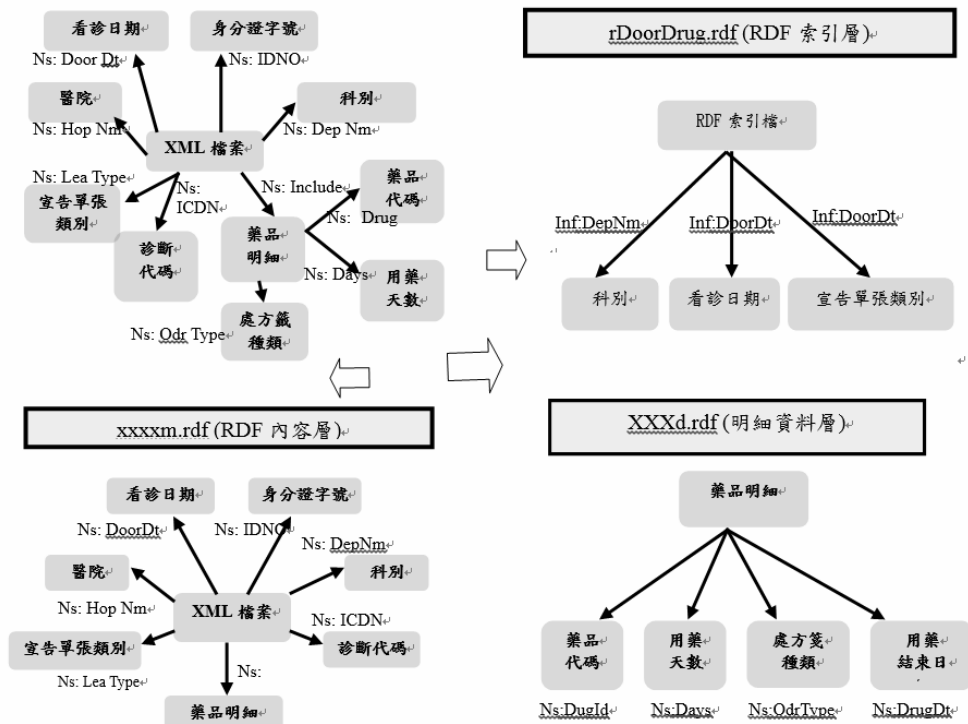 看診日期
身分證字號
Ns: Door Dt
Ns: IDNO
醫院
科別
Ns: Hop Nm
Ns: Dep Nm
XML 檔案
Ns: Lea Type
Ns:
ICDN
Ns: Include
藥品
代碼
宣告單張
類別
Ns: Drug
診斷
代碼
藥品
明細
Ns: Days
用藥
天數
Ns: Odr Type
處方籤
種類
rDoorDrug.rdf (RDF 索引層)
RDF 索引檔
Inf:DepNm
Inf:DoorDt
Inf:DoorDt
科別
看診日期
宣告單張類別
xxxxm.rdf (RDF 內容層)
看診日期
身分證字號
Ns: DoorDt
Ns: IDNO
Ns: DepNm
醫院
科別
Ns: Hop Nm
XML 檔案
Ns: ICDN
宣告單張類別
診斷代碼
Ns: Lea Type
Ns:
藥品明細
XXXd.rdf (明細資料層)
藥品明細
藥品
代碼
用藥
天數
處方箋
種類
用藥
結束日
Ns:DugId
Ns:Days
Ns:OdrType
Ns:DrugDt